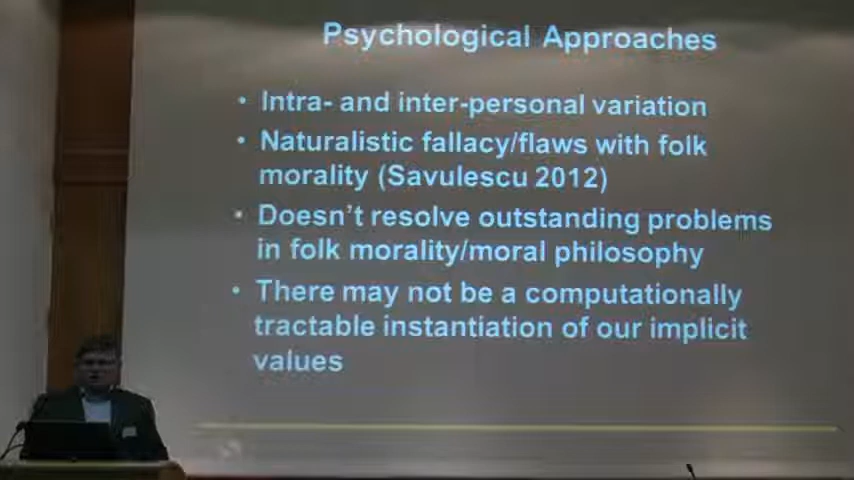 Psychological Approaches
• Intra- and inter-personal variation
• Naturalistic fallacy/flaws with folk
morality (Savulescu 2012)
• Doesn't resolve outstanding problems
in folk morality/moral philosophy
• There may not be a computationally
tractable instantiation of our implicit
values